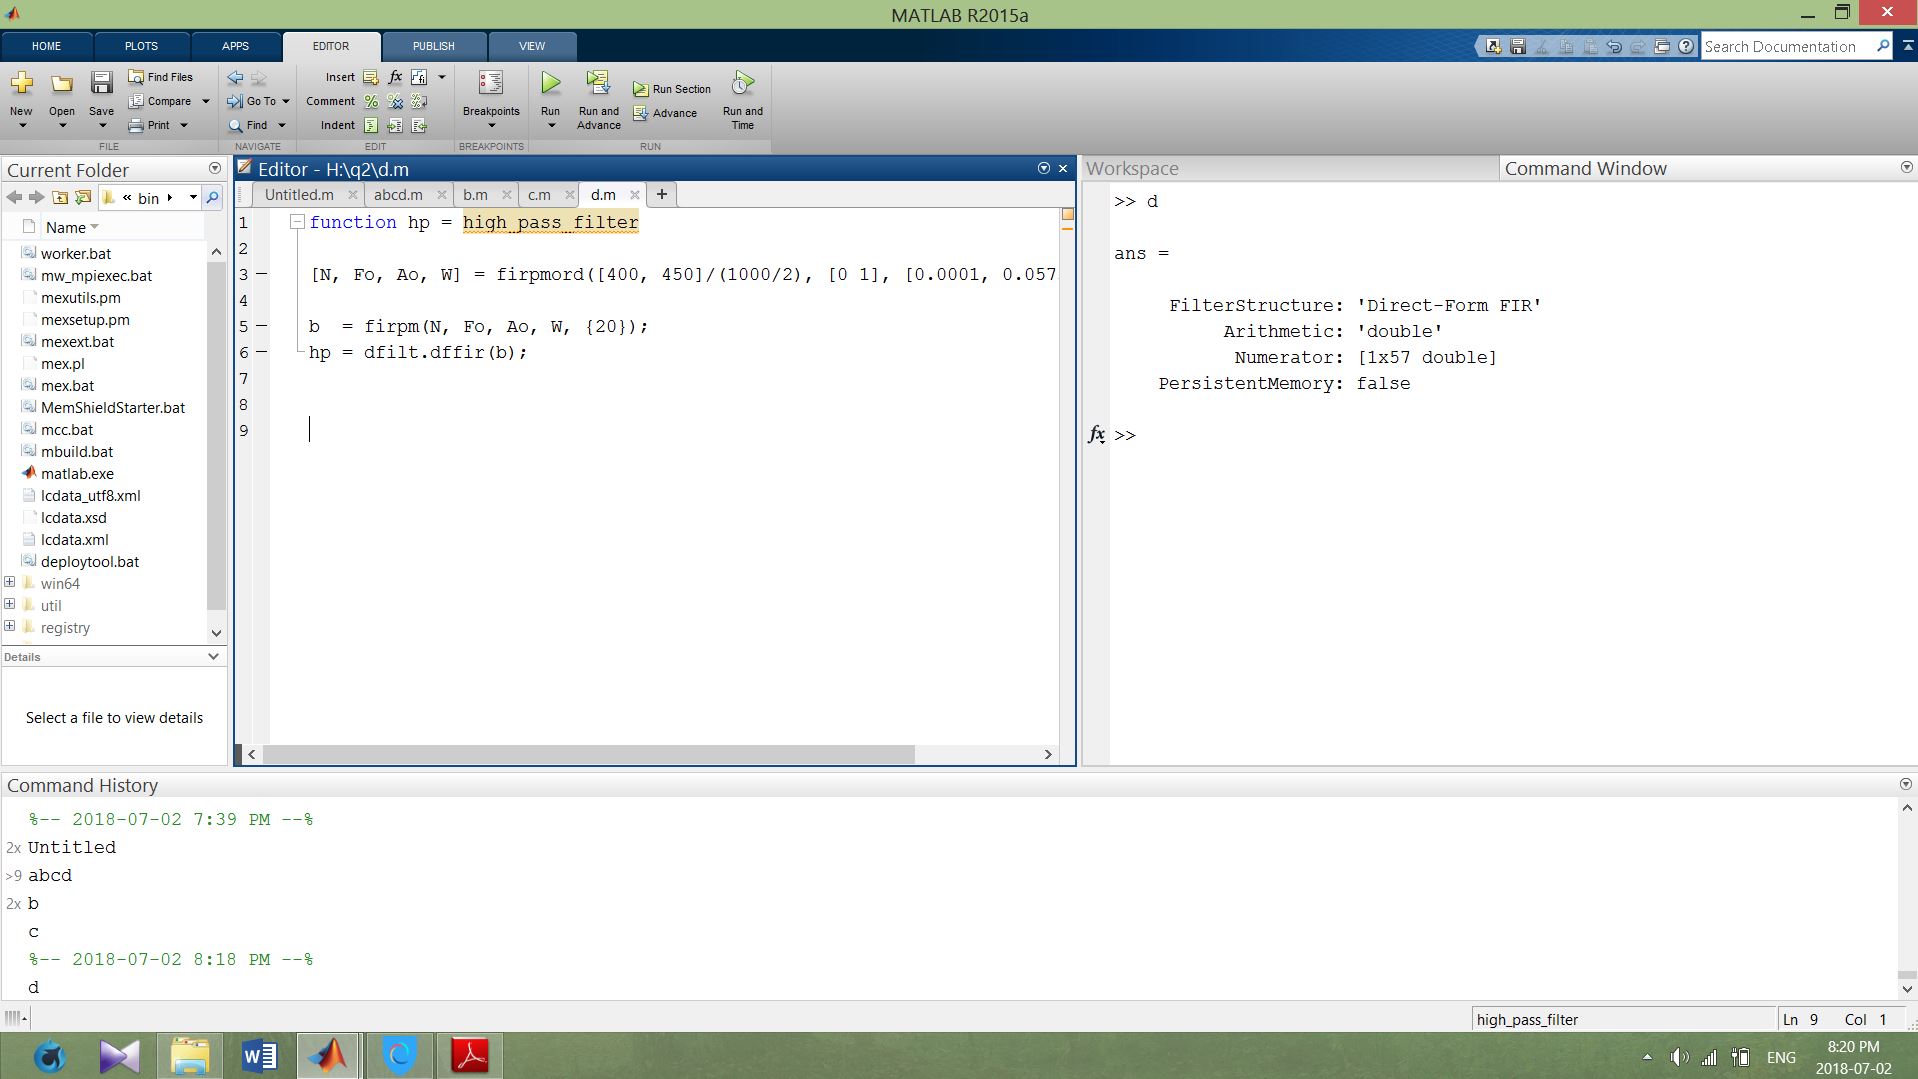 MATLAB R2015a
HOME PLOTS APPS EDITOR PUBLISH VIEW
Search Documentation
New Open Save Find Files Compare Print
FILE
Go To Find
NAVIGATE
Insert fx
Comment
Indent
EDIT
Breakpoints
BREAKPOINTS
Run Run and Advance Run Section Advance Run and Time
RUN
Current Folder
« bin
Name
worker.bat
mw_mpiexec.bat
mexutils.pm
mexsetup.pm
mexext.bat
mex.pl
mex.bat
MemShieldStarter.bat
mcc.bat
mbuild.bat
matlab.exe
lcdata_utf8.xml
lcdata.xsd
lcdata.xml
deploytool.bat
win64
util
registry
Details
Select a file to view details
Editor - H:\q2\d.m
Untitled.m abcd.m b.m c.m d.m +
1 function hp = high_pass_filter
2
3 [N, Fo, Ao, W] = firpmord([400, 450]/(1000/2), [0 1], [0.0001, 0.057
4
5 b  = firpm(N, Fo, Ao, W, {20});
6 hp = dfilt.dffir(b);
7
8
9
Workspace
Command Window
>> d
ans =
FilterStructure: 'Direct-Form FIR'
Arithmetic: 'double'
Numerator: [1x57 double]
PersistentMemory: false
fx >>
Command History
%-- 2018-07-02 7:39 PM --%
2x Untitled
>9 abcd
2x b
c
%-- 2018-07-02 8:18 PM --%
d
high_pass_filter
Ln 9 Col 1
ENG
8:20 PM
2018-07-02